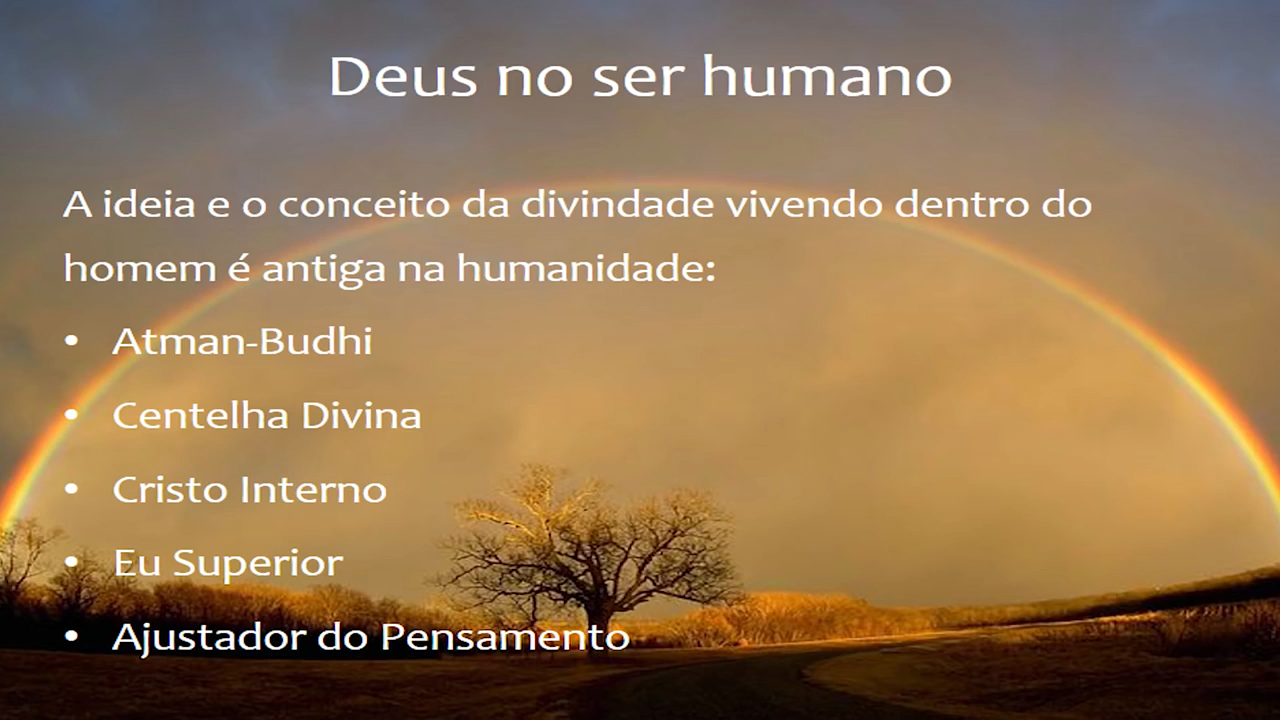 Deus no ser humano
A ideia e o conceito da divindade vivendo dentro do
homem é antiga na humanidade:
• Atman-Budhi
• Centelha Divina
• Cristo Interno
• Eu Superior
• Ajustador do Pensamento